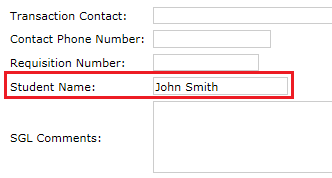 Transaction Contact:
Contact Phone Number:
Requisition Number:
Student Name: John Smith
SGL Comments: